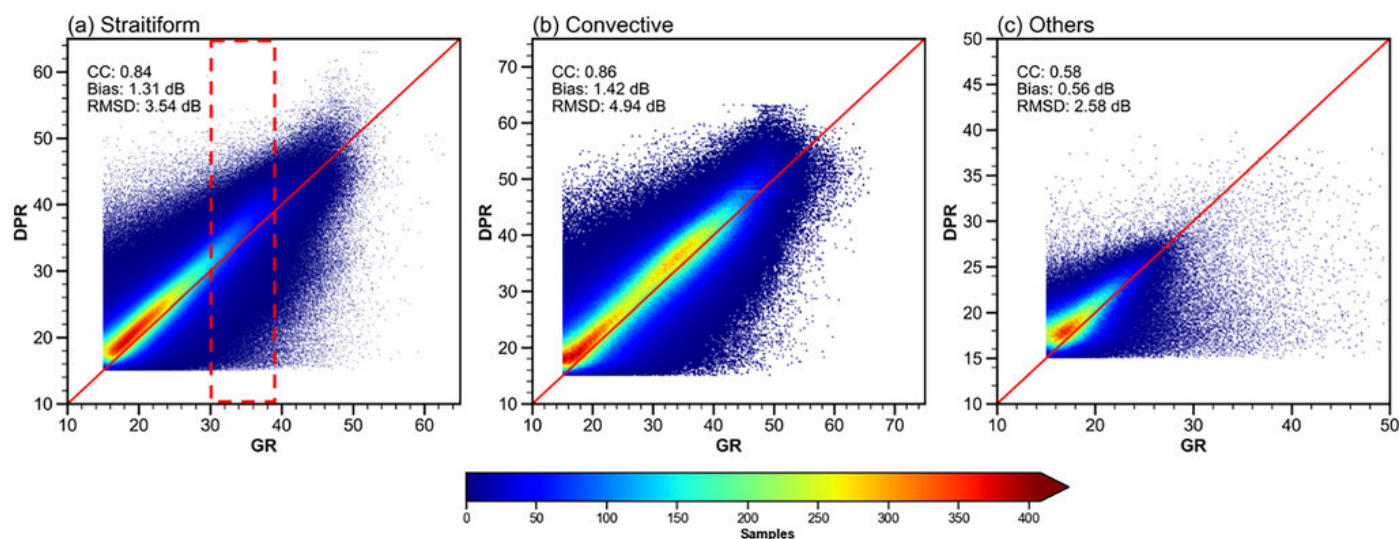 (a) Straitiform
CC: 0.84
Bias: 1.31 dB
RMSD: 3.54 dB
60
50
40
30
20
10
DPR
10 20 30 40 50 60
GR
(b) Convective
CC: 0.86
Bias: 1.42 dB
RMSD: 4.94 dB
70
60
50
40
30
20
10
DPR
10 20 30 40 50 60 70
GR
(c) Others
CC: 0.58
Bias: 0.56 dB
RMSD: 2.58 dB
50
45
40
35
30
25
20
15
10
DPR
10 20 30 40 50
GR
0 50 100 150 200 250 300 350 400
Samples